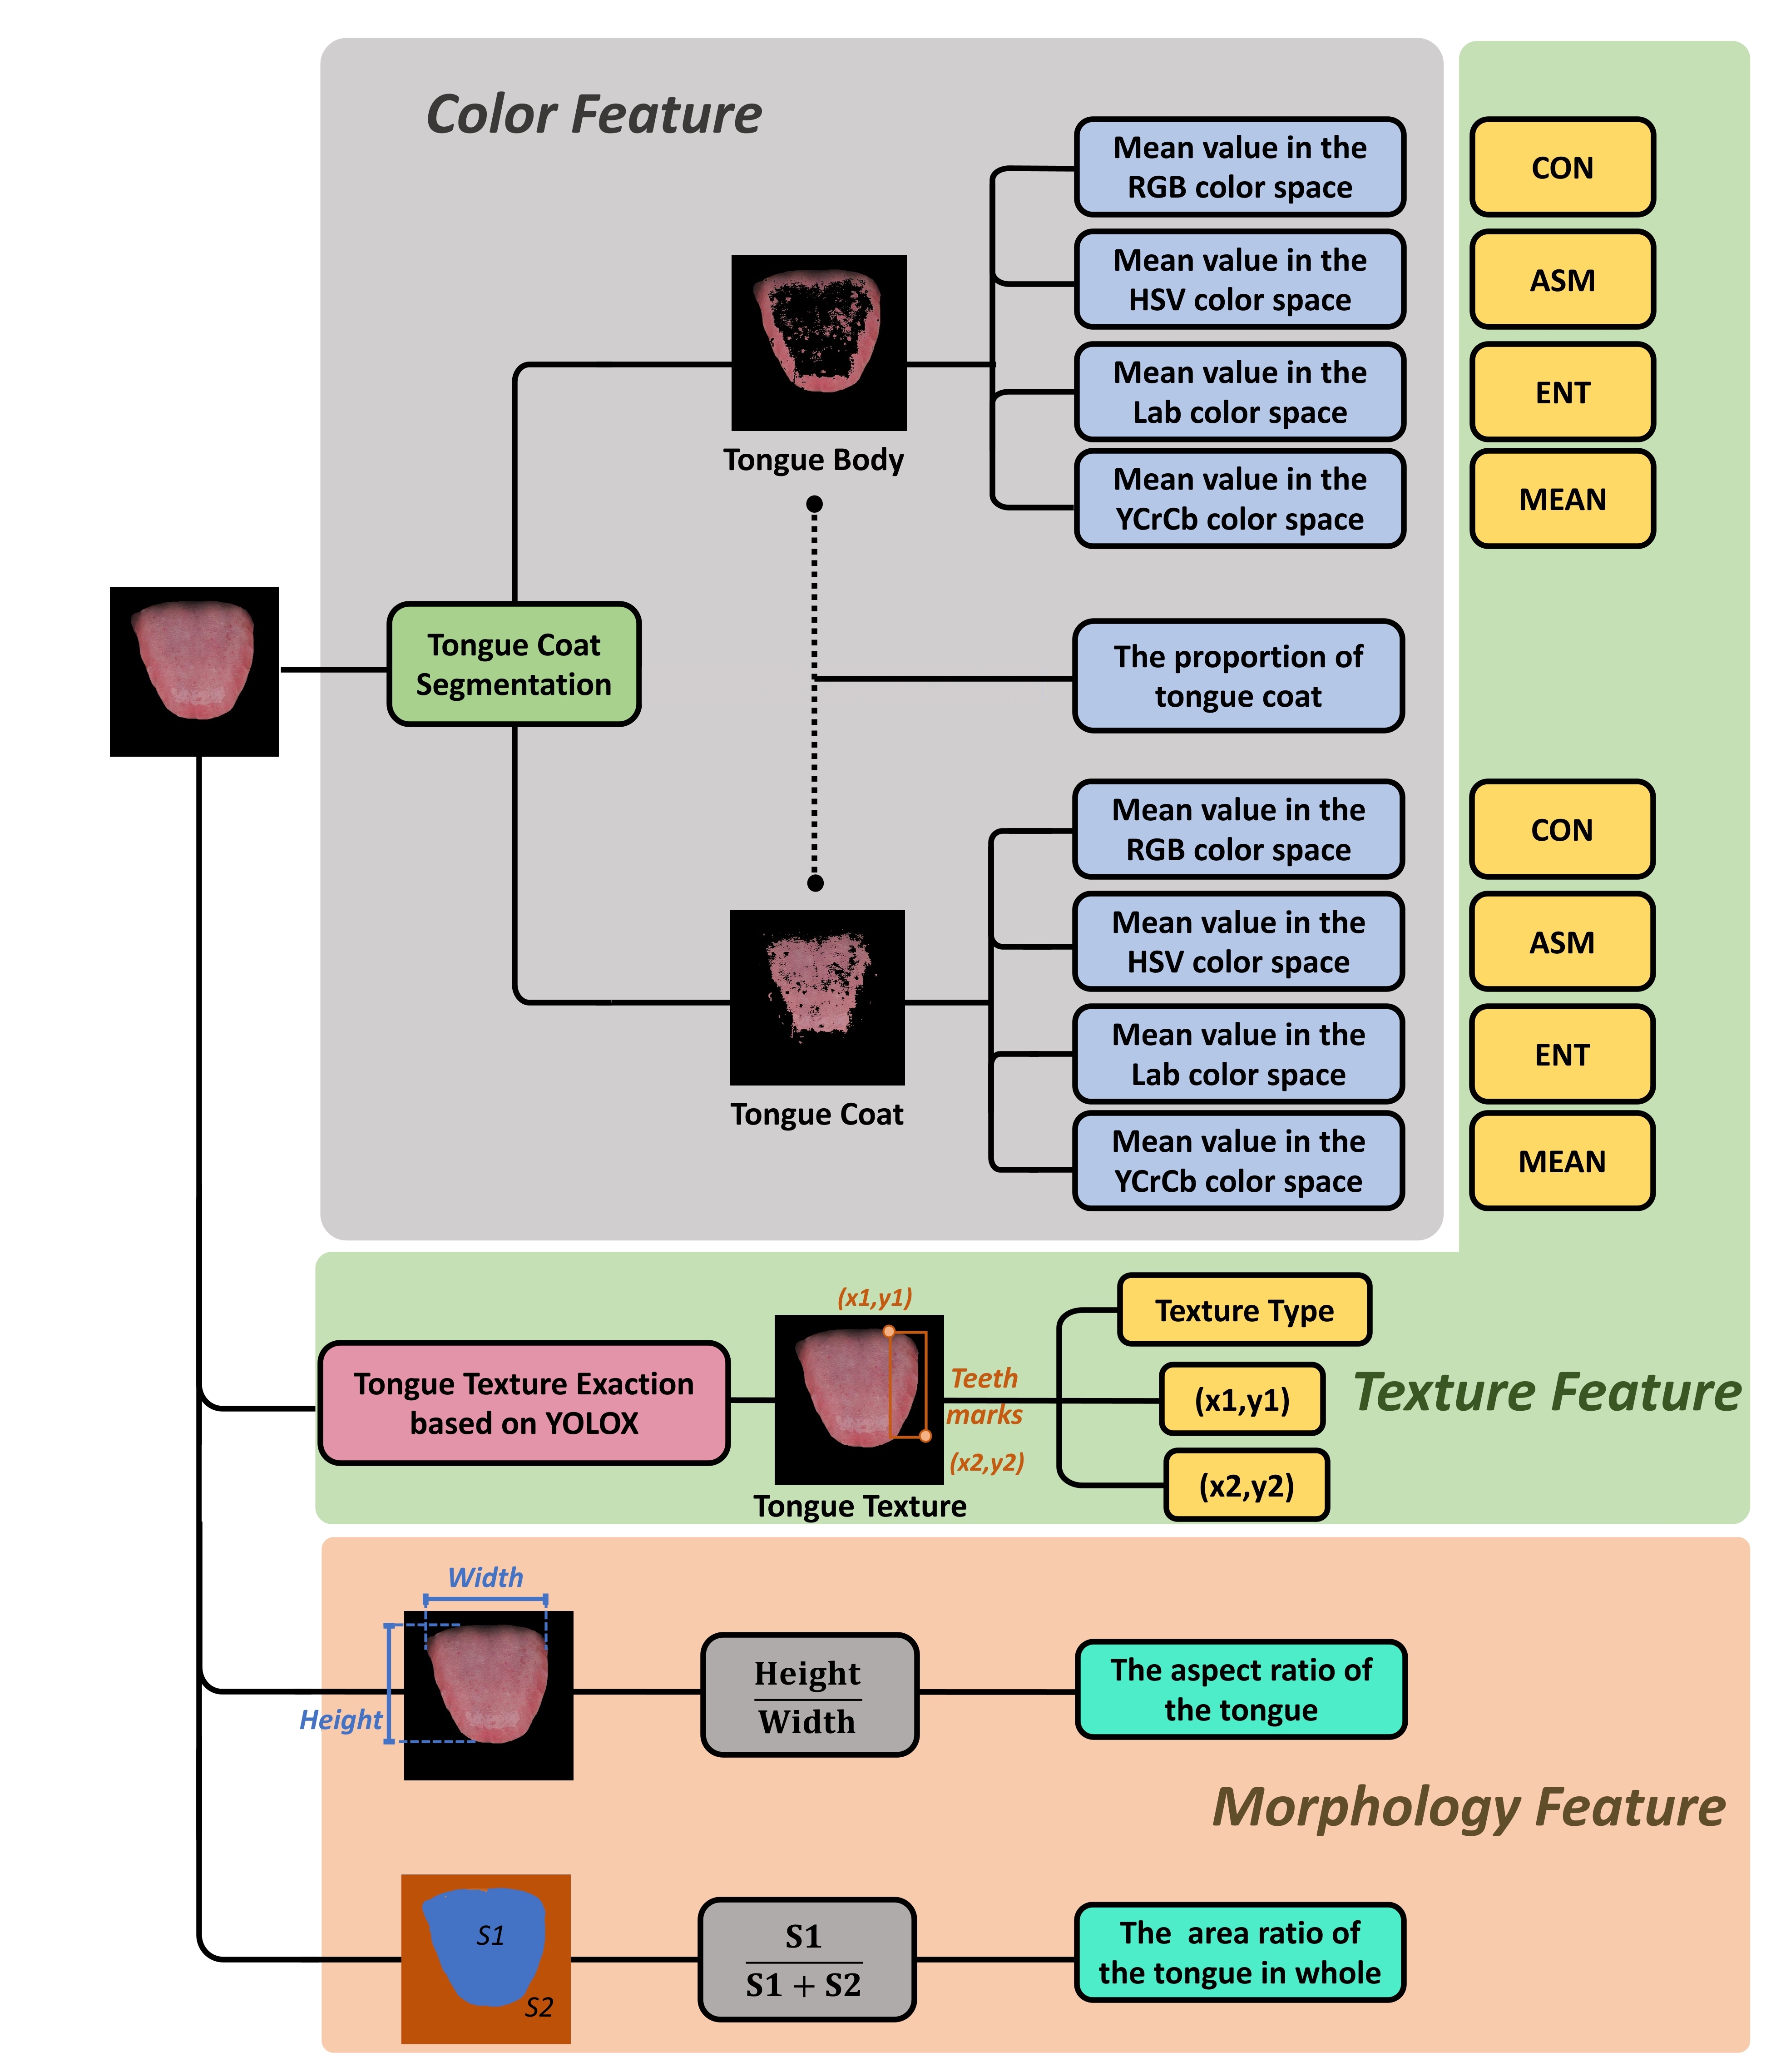 Color Feature
Mean value in the
RGB color space
CON
Mean value in the
HSV color space
ASM
Mean value in the
Lab color space
ENT
Mean value in the
YCrCb color space
MEAN
Tongue Body
Tongue Coat
Segmentation
The proportion of
tongue coat
Mean value in the
RGB color space
CON
Mean value in the
HSV color space
ASM
Mean value in the
Lab color space
ENT
Mean value in the
YCrCb color space
MEAN
Tongue Coat
(x1,y1)
Tongue Texture Exaction
based on YOLOX
Teeth
marks
(x2,y2)
Tongue Texture
Texture Type
(x1,y1)
(x2,y2)
Texture Feature
Width
Height
Height
Width
The aspect ratio of
the tongue
Morphology Feature
S1
S2
S1
S1 + S2
The area ratio of
the tongue in whole